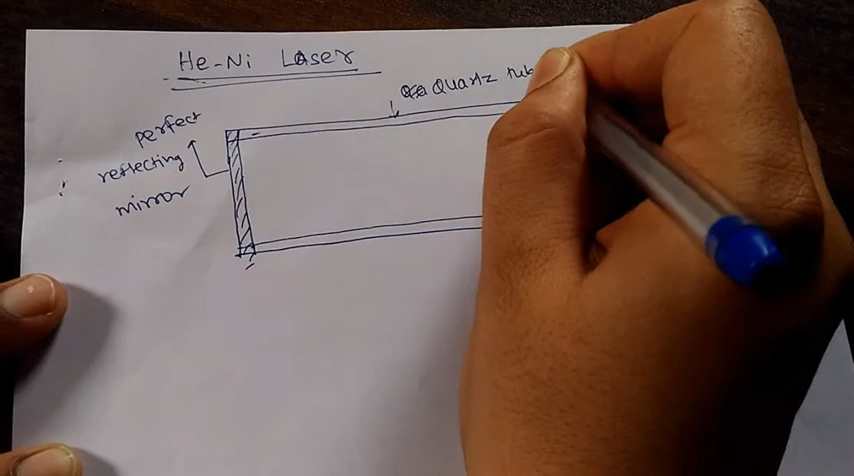 He-Ni Laser
Quartz tub
perfect
reflecting
mirror